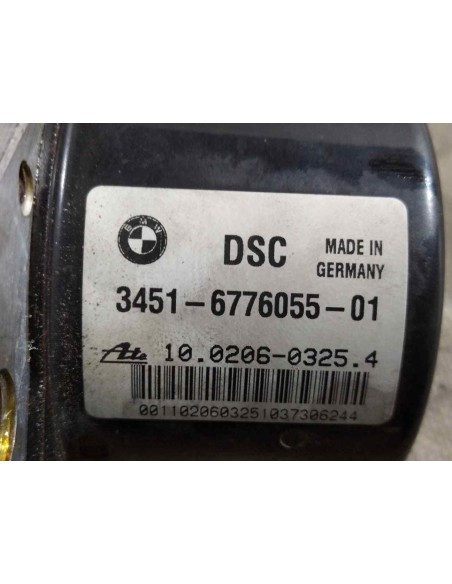 BMW
DSC
MADE IN
GERMANY
3451-6776055-01
Ate 10.0206-0325.4
0011020603251037306244